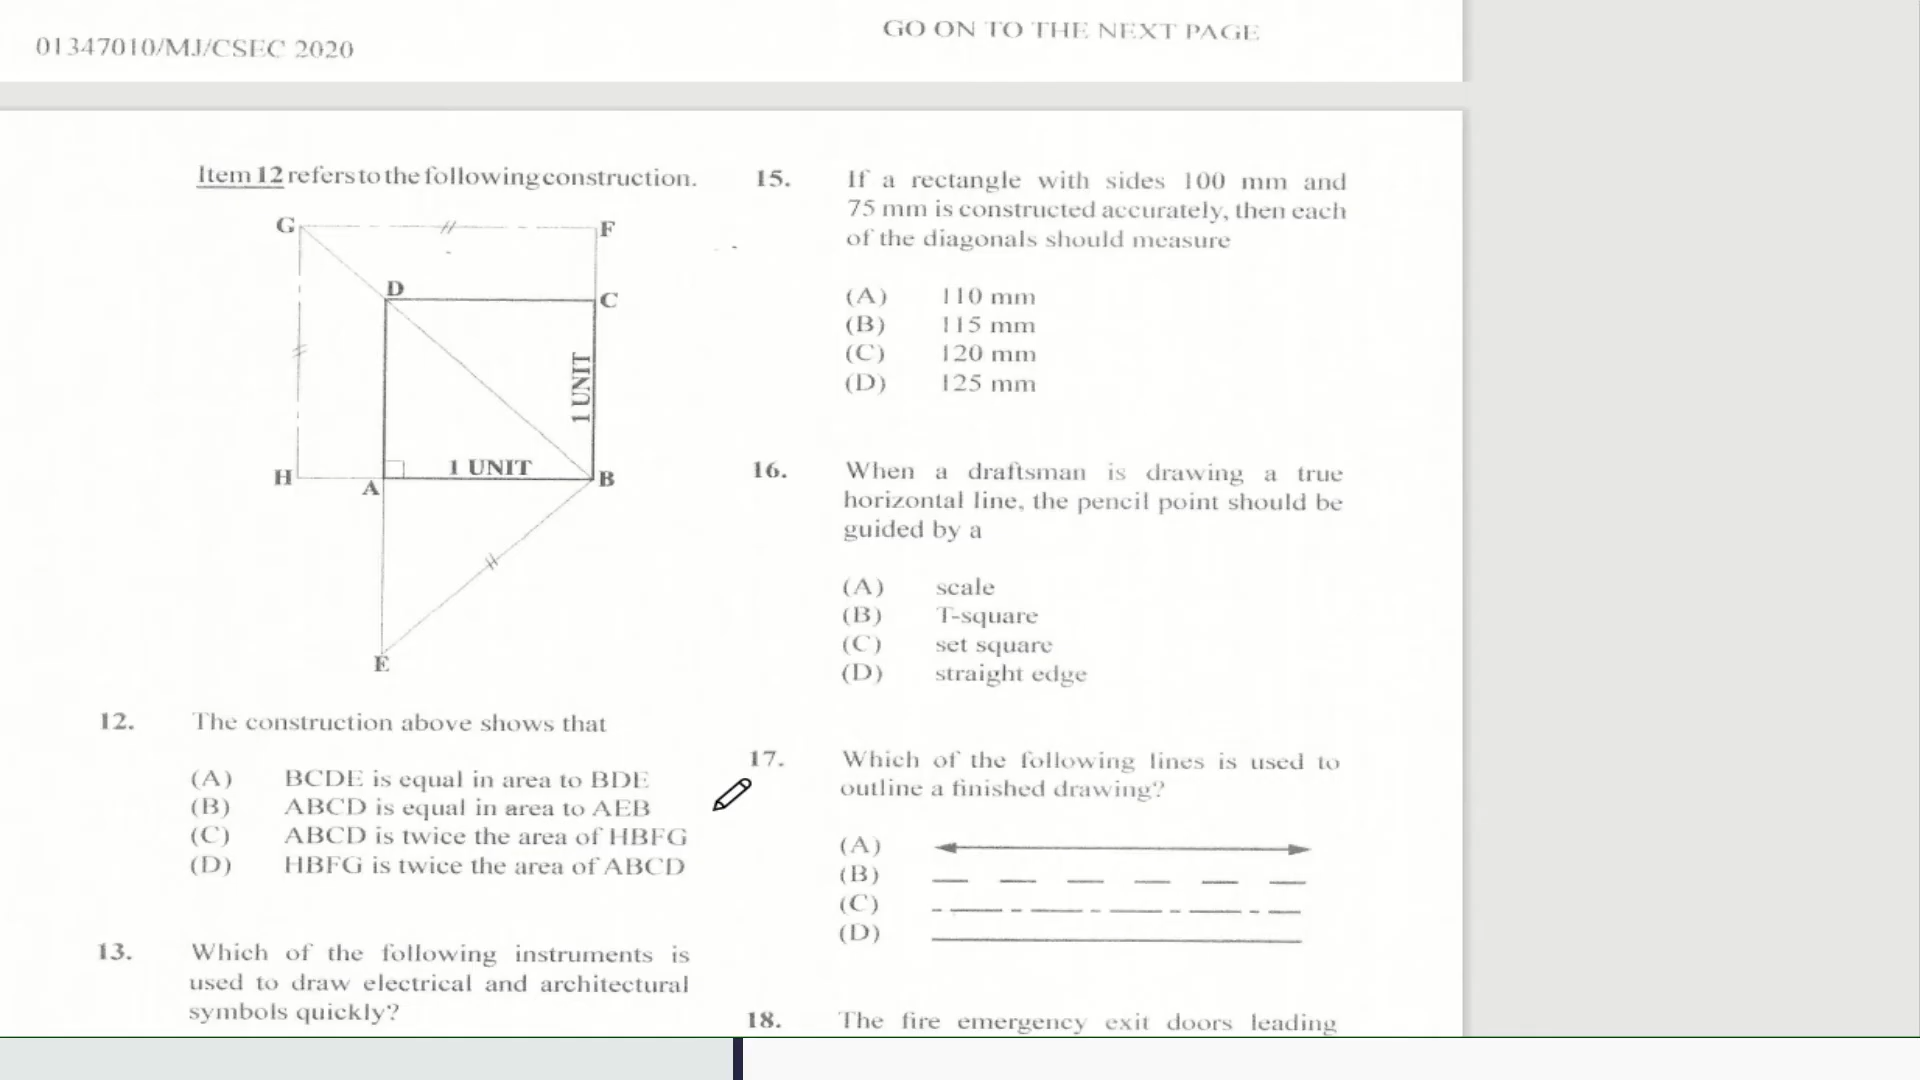 GO ON TO THE NEXT PAGE
01347010/MJ/CSEC 2020
Item 12 refers to the following construction.
G
F
D
C
1 UNIT
H
1 UNIT
A
B
E
12. The construction above shows that
(A) BCDE is equal in area to BDE
(B) ABCD is equal in area to AEB
(C) ABCD is twice the area of HBFG
(D) HBFG is twice the area of ABCD
13. Which of the following instruments is
used to draw electrical and architectural
symbols quickly?
15. If a rectangle with sides 100 mm and
75 mm is constructed accurately, then each
of the diagonals should measure
(A) 110 mm
(B) 115 mm
(C) 120 mm
(D) 125 mm
16. When a draftsman is drawing a true
horizontal line, the pencil point should be
guided by a
(A) scale
(B) T-square
(C) set square
(D) straight edge
17. Which of the following lines is used to
outline a finished drawing?
(A)
(B)
(C)
(D)
18. The fire emergency exit doors leading